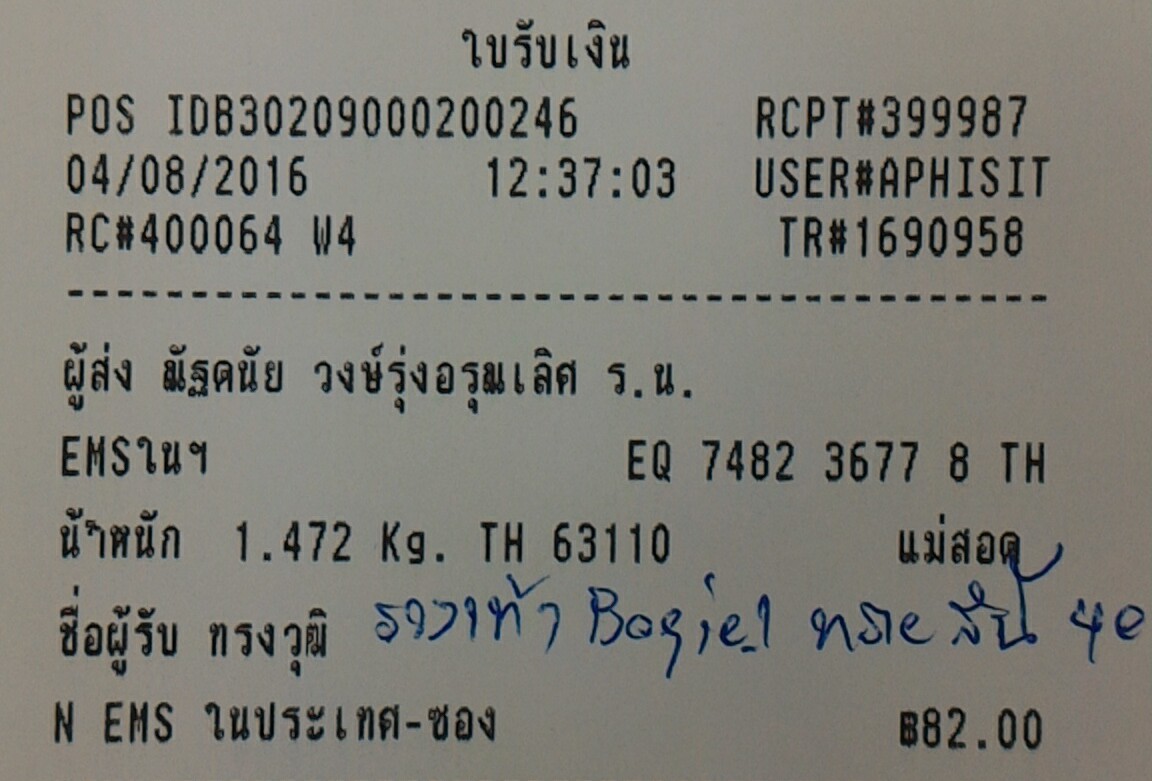 ใบรับเงิน
POS IDB30209000200246 RCPT#399987
04/08/2016 12:37:03 USER#APHISIT
RC#400064 W4 TR#1690958
----------------------------------------
ผู้ส่ง ณัฐดนัย วงษ์รุ่งอรุณเลิศ ร.น.
EMSในฯ EQ 7482 3677 8 TH
น้ำหนัก 1.472 Kg. TH 63110 แม่สอด
ชื่อผู้รับ ทรงวุฒิ รองเท้า
N EMS ในประเทศ-ซอง ฿82.00